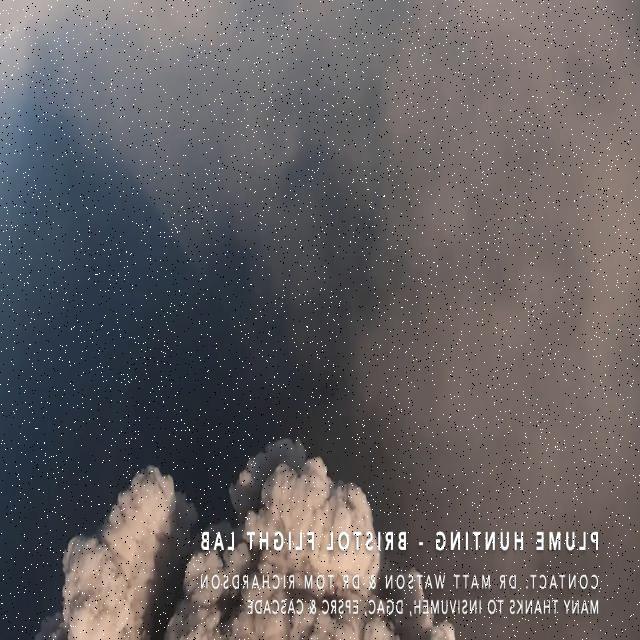 PLUME HUNTING - BRISTOL FLIGHT LAB
CONTACT: DR MATT WATSON & DR TOM RICHARDSON
MANY THANKS TO INSIVUMEH, DGAC, EPSRC & CASCADE